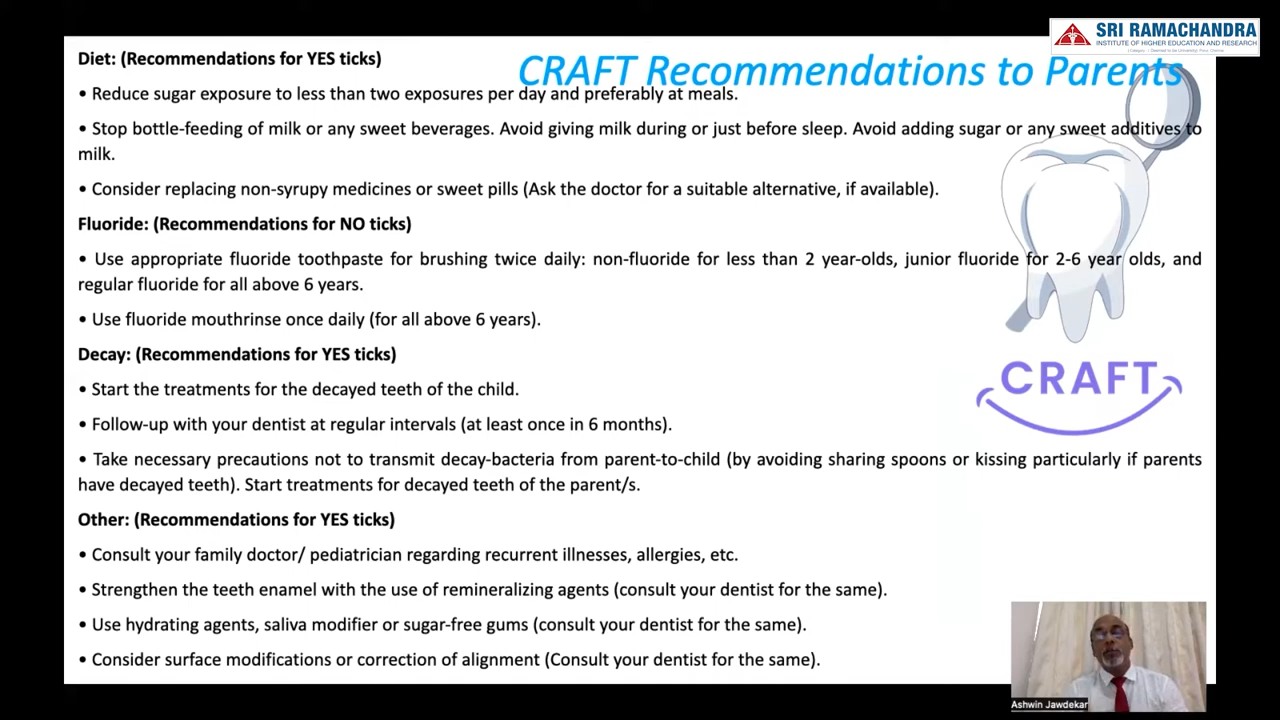 SRI RAMACHANDRA
INSTITUTE OF HIGHER EDUCATION AND RESEARCH
CRAFT Recommendations to Parents
Diet: (Recommendations for YES ticks)
• Reduce sugar exposure to less than two exposures per day and preferably at meals.
• Stop bottle-feeding of milk or any sweet beverages. Avoid giving milk during or just before sleep. Avoid adding sugar or any sweet additives to
milk.
• Consider replacing non-syrupy medicines or sweet pills (Ask the doctor for a suitable alternative, if available).
Fluoride: (Recommendations for NO ticks)
• Use appropriate fluoride toothpaste for brushing twice daily: non-fluoride for less than 2 year-olds, junior fluoride for 2-6 year olds, and
regular fluoride for all above 6 years.
• Use fluoride mouthrinse once daily (for all above 6 years).
Decay: (Recommendations for YES ticks)
• Start the treatments for the decayed teeth of the child.
• Follow-up with your dentist at regular intervals (at least once in 6 months).
• Take necessary precautions not to transmit decay-bacteria from parent-to-child (by avoiding sharing spoons or kissing particularly if parents
have decayed teeth). Start treatments for decayed teeth of the parent/s.
Other: (Recommendations for YES ticks)
• Consult your family doctor/ pediatrician regarding recurrent illnesses, allergies, etc.
• Strengthen the teeth enamel with the use of remineralizing agents (consult your dentist for the same).
• Use hydrating agents, saliva modifier or sugar-free gums (consult your dentist for the same).
• Consider surface modifications or correction of alignment (Consult your dentist for the same).
CRAFT
Ashwin Jawdekar